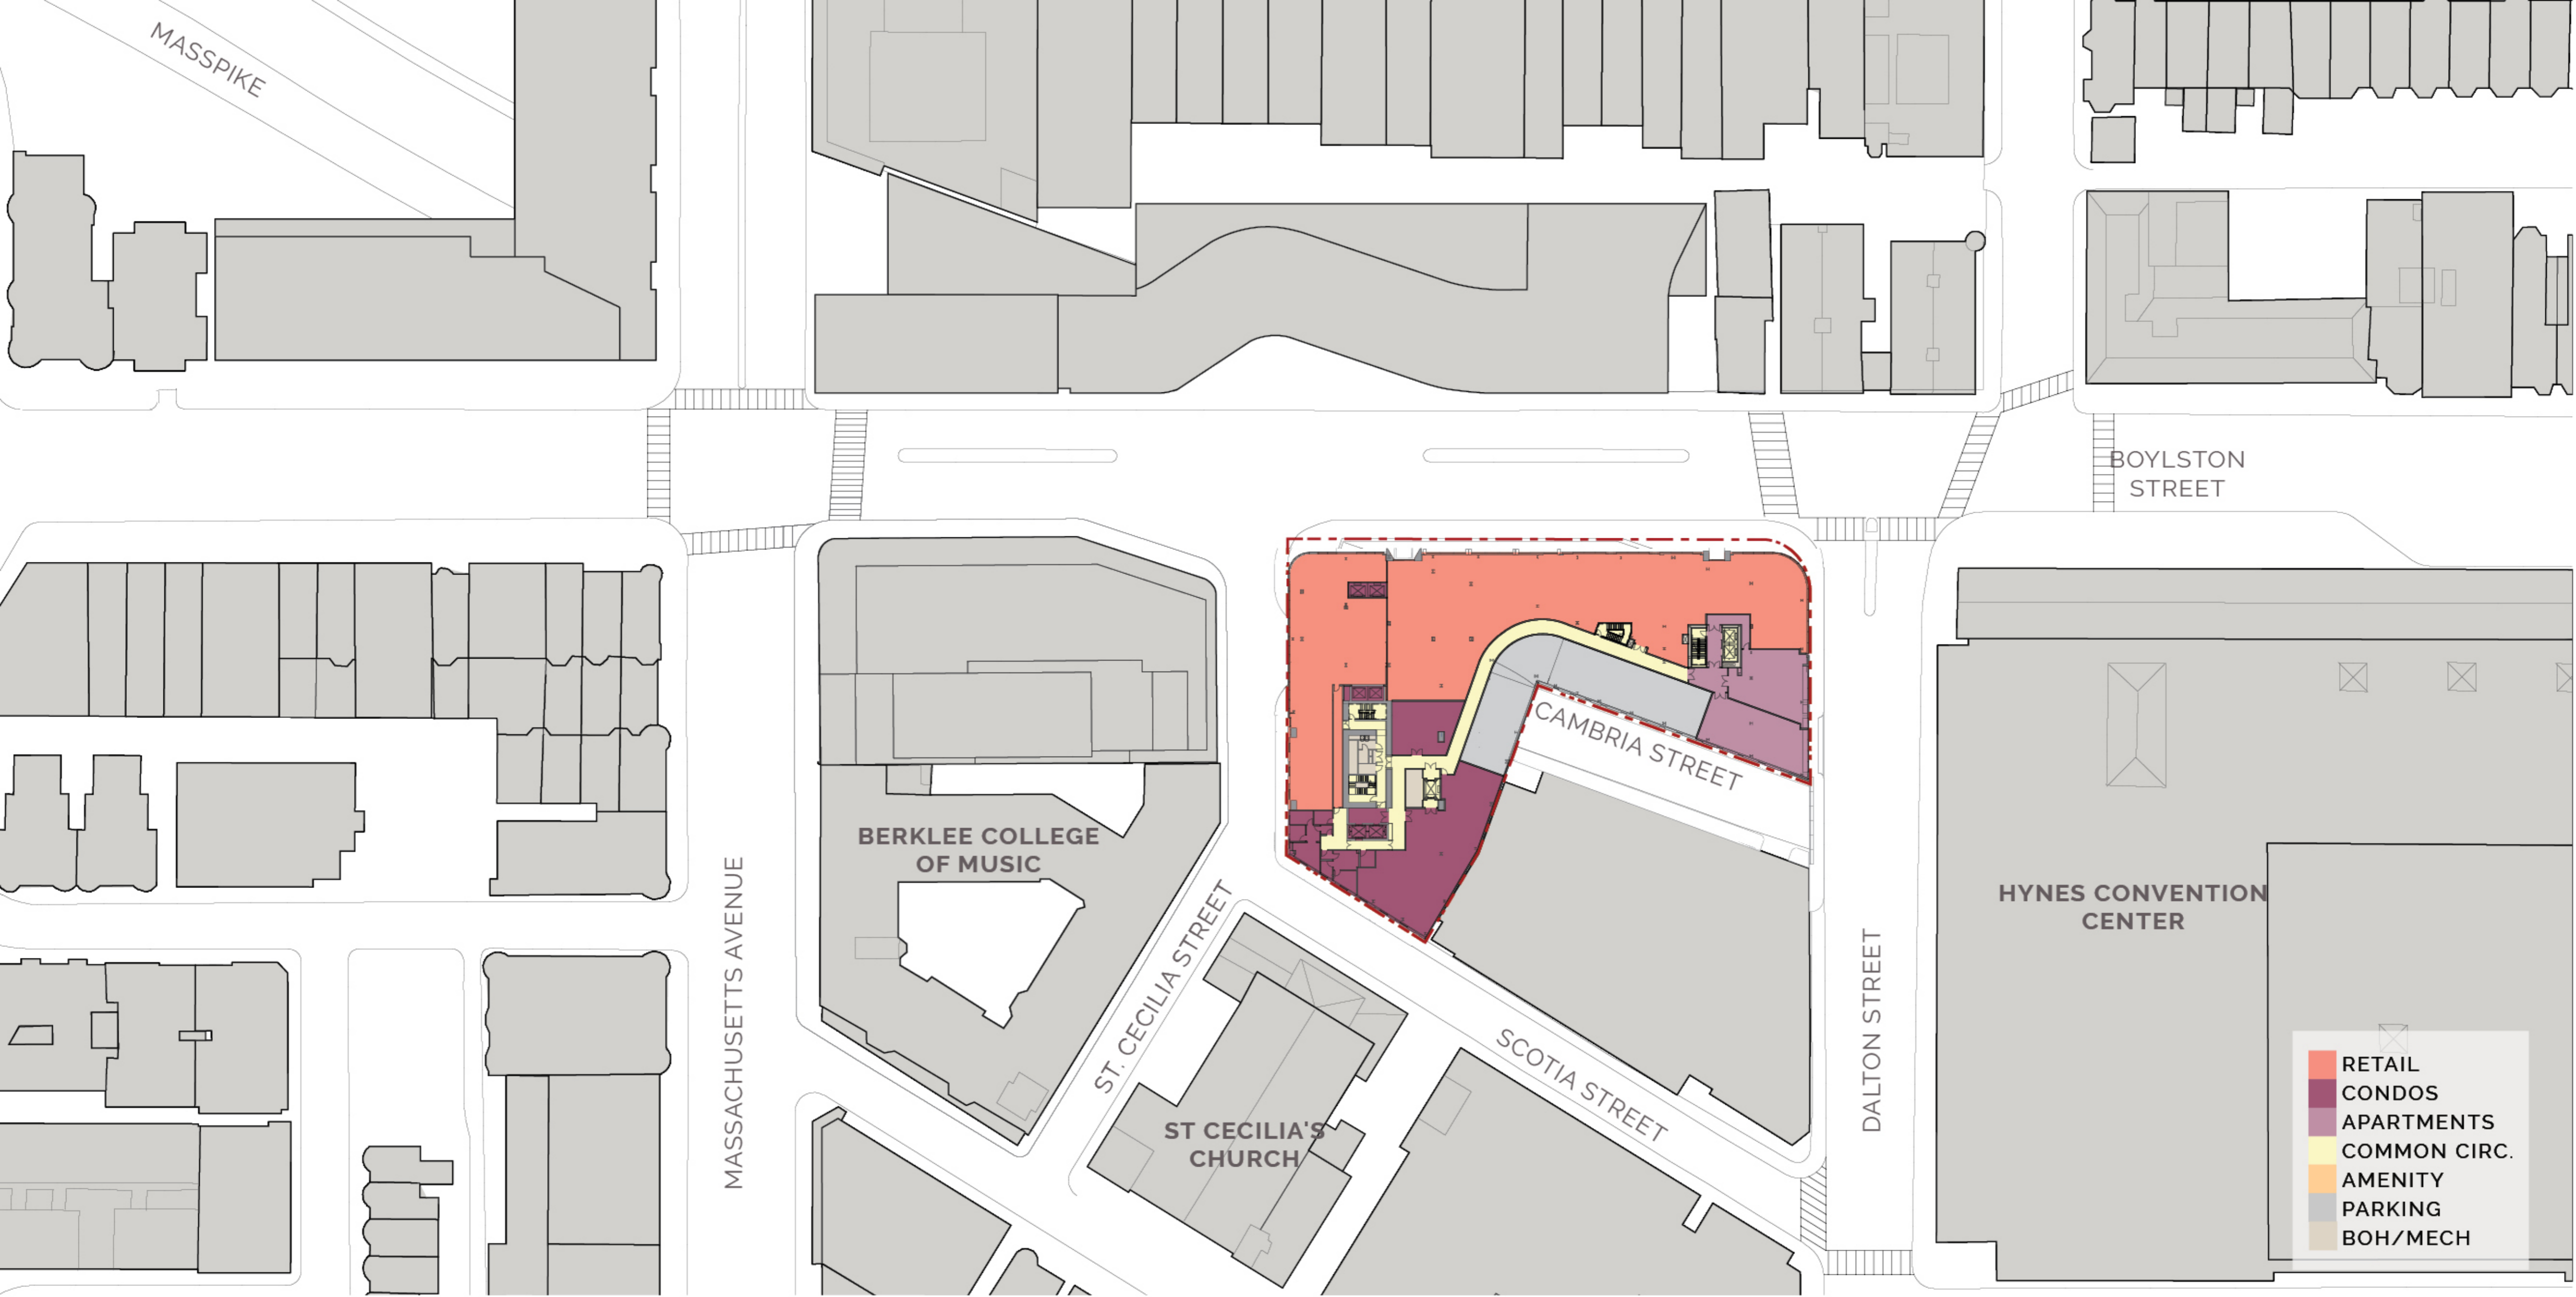 MASSPIKE
BOYLSTON
STREET
CAMBRIA STREET
BERKLEE COLLEGE
OF MUSIC
MASSACHUSETTS AVENUE
ST. CECILIA STREET
HYNES CONVENTION
CENTER
DALTON STREET
SCOTIA STREET
ST CECILIA'S
CHURCH
RETAIL
CONDOS
APARTMENTS
COMMON CIRC.
AMENITY
PARKING
BOH/MECH